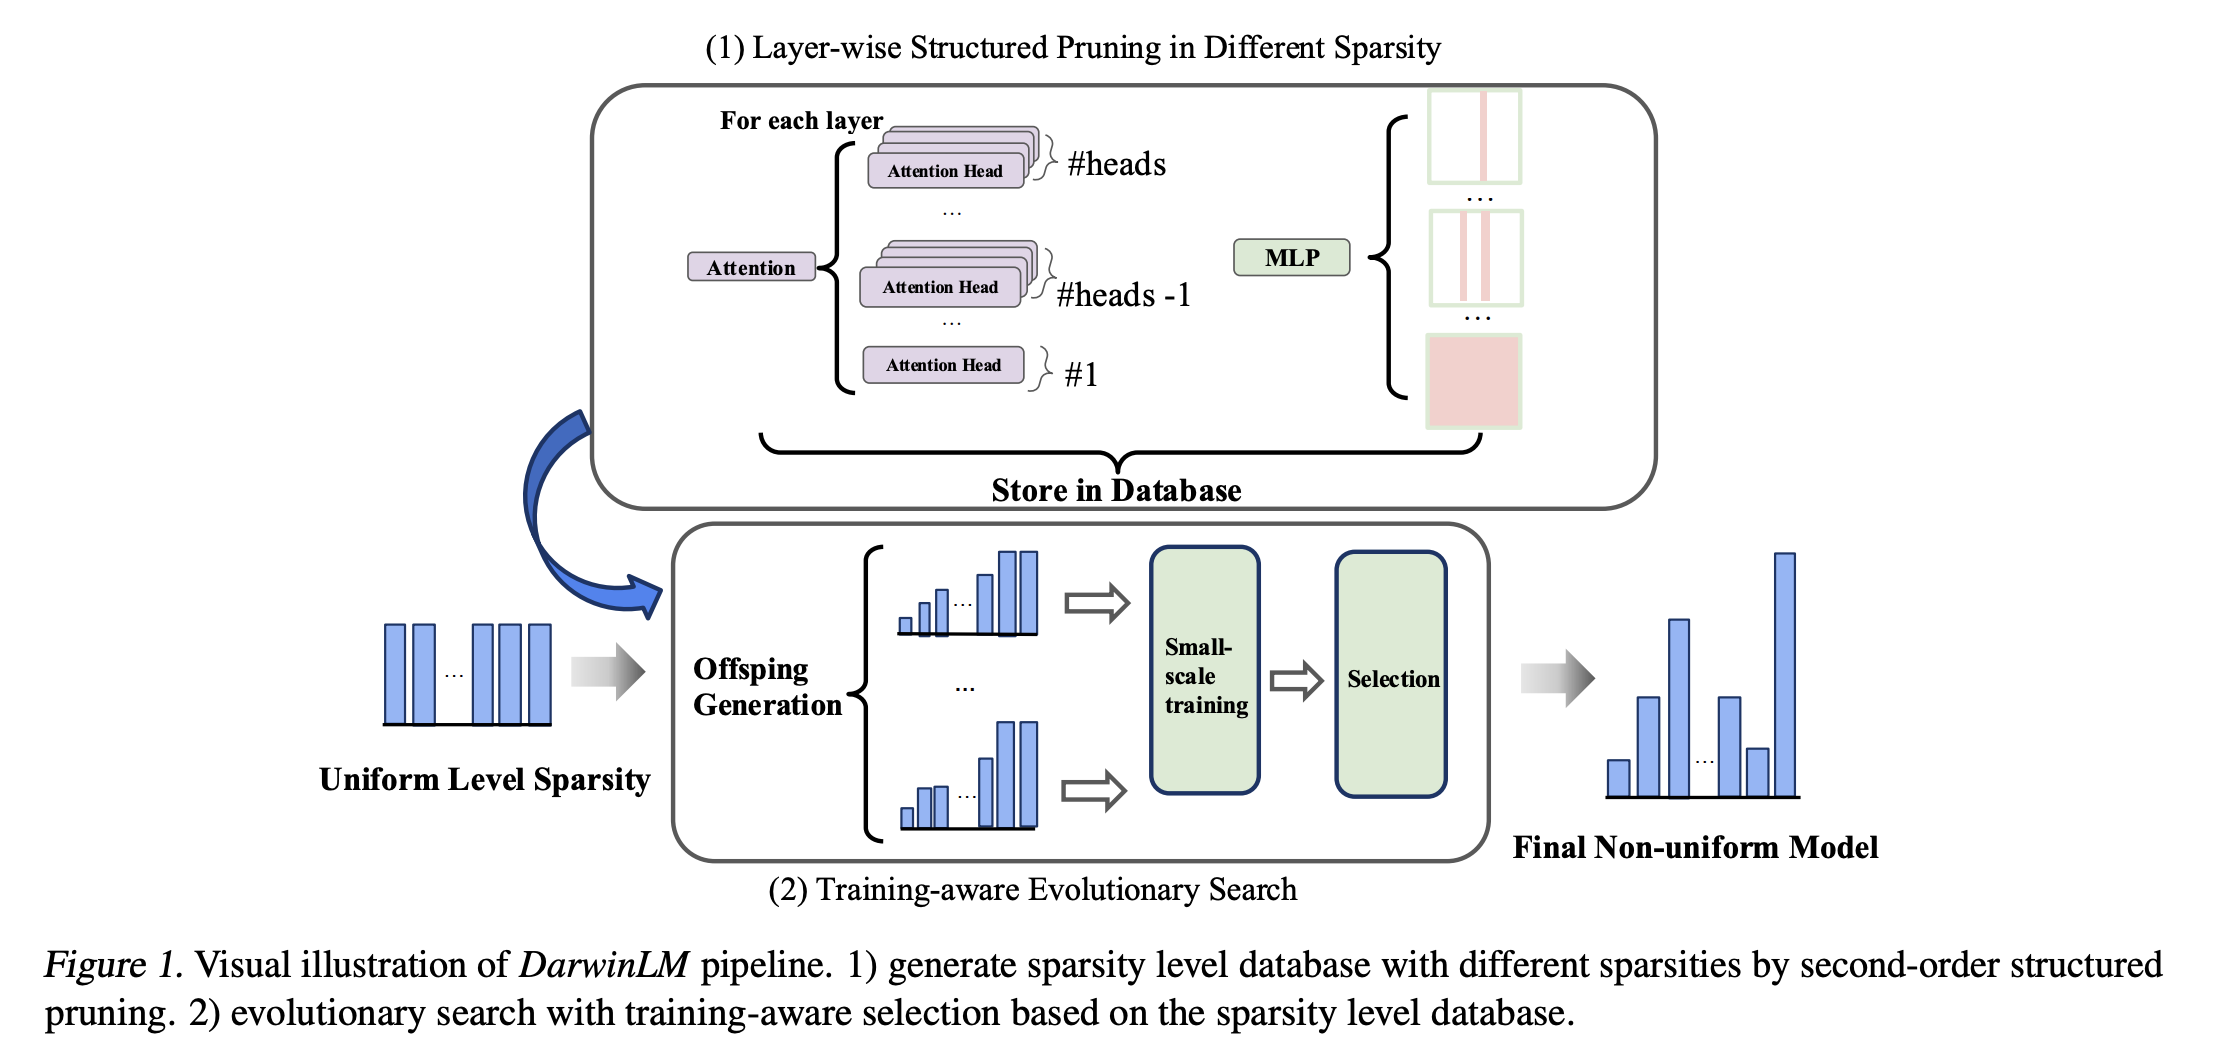 (1) Layer-wise Structured Pruning in Different Sparsity
For each layer
Attention Head
#heads
...
Attention
Attention Head
#heads -1
...
Attention Head
#1
MLP
...
...
Store in Database
...
Uniform Level Sparsity
Offsping
Generation
...
...
...
Small-
scale
training
Selection
...
Final Non-uniform Model
(2) Training-aware Evolutionary Search
Figure 1. Visual illustration of DarwinLM pipeline. 1) generate sparsity level database with different sparsities by second-order structured
pruning. 2) evolutionary search with training-aware selection based on the sparsity level database.